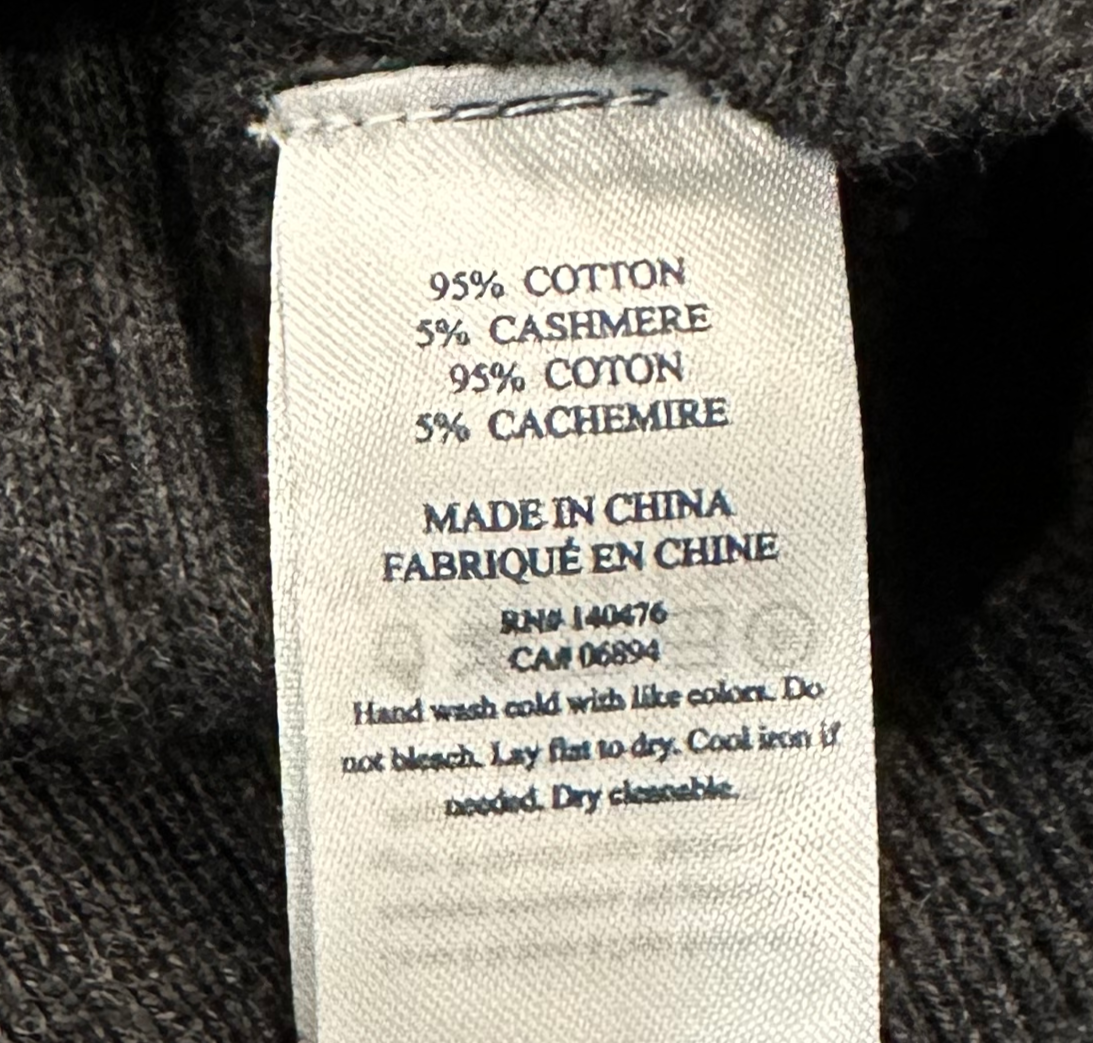 95% COTTON
5% CASHMERE
95% COTON
5% CACHEMIRE
MADE IN CHINA
FABRIQUÉ EN CHINE
RN# 140476
CA# 06894
Hand wash cold with like colors. Do
not bleach. Lay flat to dry. Cool iron if
needed. Dry cleanable.